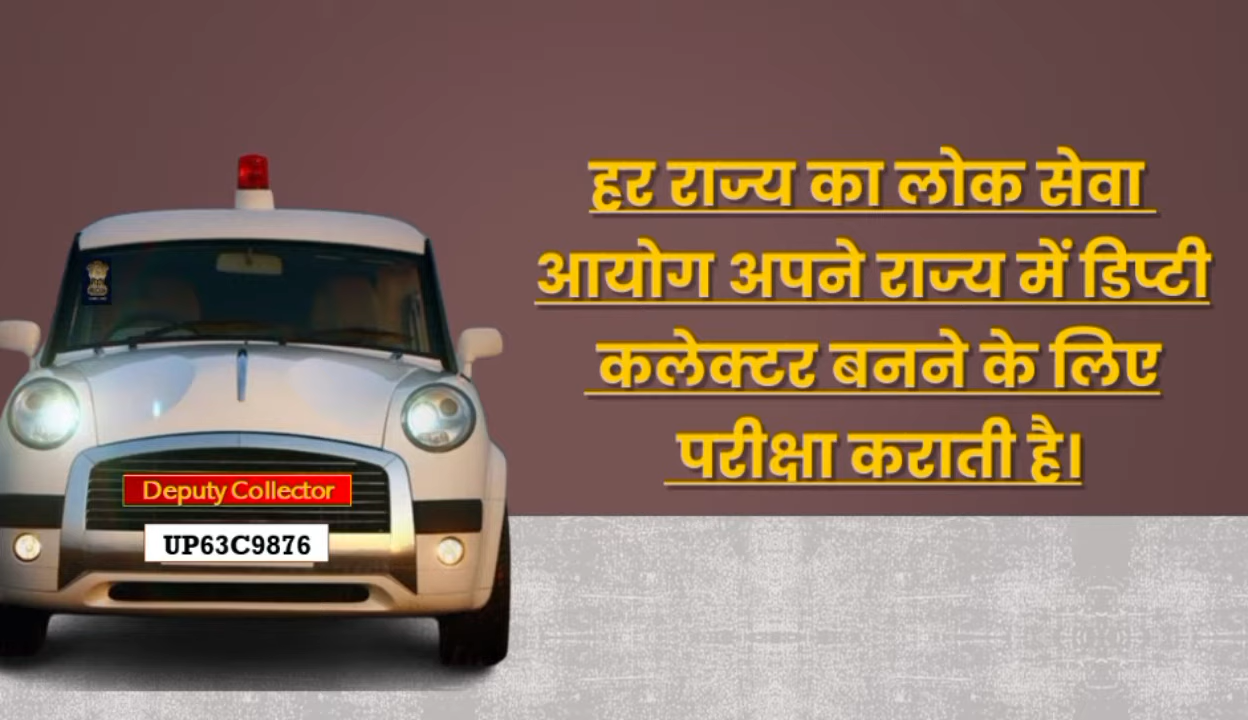 हर राज्य का लोक सेवा
आयोग अपने राज्य में डिप्टी
कलेक्टर बनने के लिए
परीक्षा कराती है।
Deputy Collector
UP63C9876